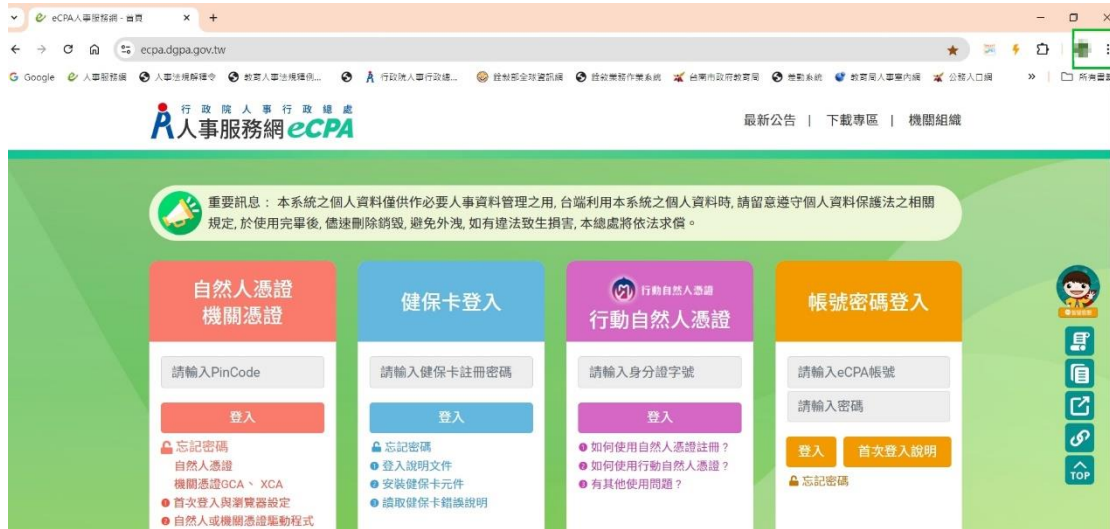 eCPA人事服務網 - 首頁
ecpa.dgpa.gov.tw
Google 人事服務網 人事法規解釋令 教育人事法規釋例... 行政院人事行政總... 銓敘部全球資訊網 銓敘業務作業系統 台南市政府教育局 差勤系統 教育局人事室內網 公務入口網 » 所有書籤
行政院人事行政總處
人事服務網 eCPA
最新公告 | 下載專區 | 機關組織
重要訊息： 本系統之個人資料僅供作必要人事資料管理之用, 台端利用本系統之個人資料時, 請留意遵守個人資料保護法之相關
規定, 於使用完畢後, 儘速刪除銷毀, 避免外洩, 如有違法致生損害, 本總處將依法求償。
自然人憑證
機關憑證
請輸入PinCode
登入
忘記密碼
自然人憑證
機關憑證GCA、 XCA
❶ 首次登入與瀏覽器設定
❷ 自然人或機關憑證驅動程式
健保卡登入
請輸入健保卡註冊密碼
登入
忘記密碼
❶ 登入說明文件
❷ 安裝健保卡元件
❸ 讀取健保卡錯誤說明
行動自然人憑證
行動自然人憑證
請輸入身分證字號
登入
❶ 如何使用自然人憑證註冊？
❷ 如何使用行動自然人憑證？
❸ 有其他使用問題？
帳號密碼登入
請輸入eCPA帳號
請輸入密碼
登入 首次登入說明
忘記密碼
TOP